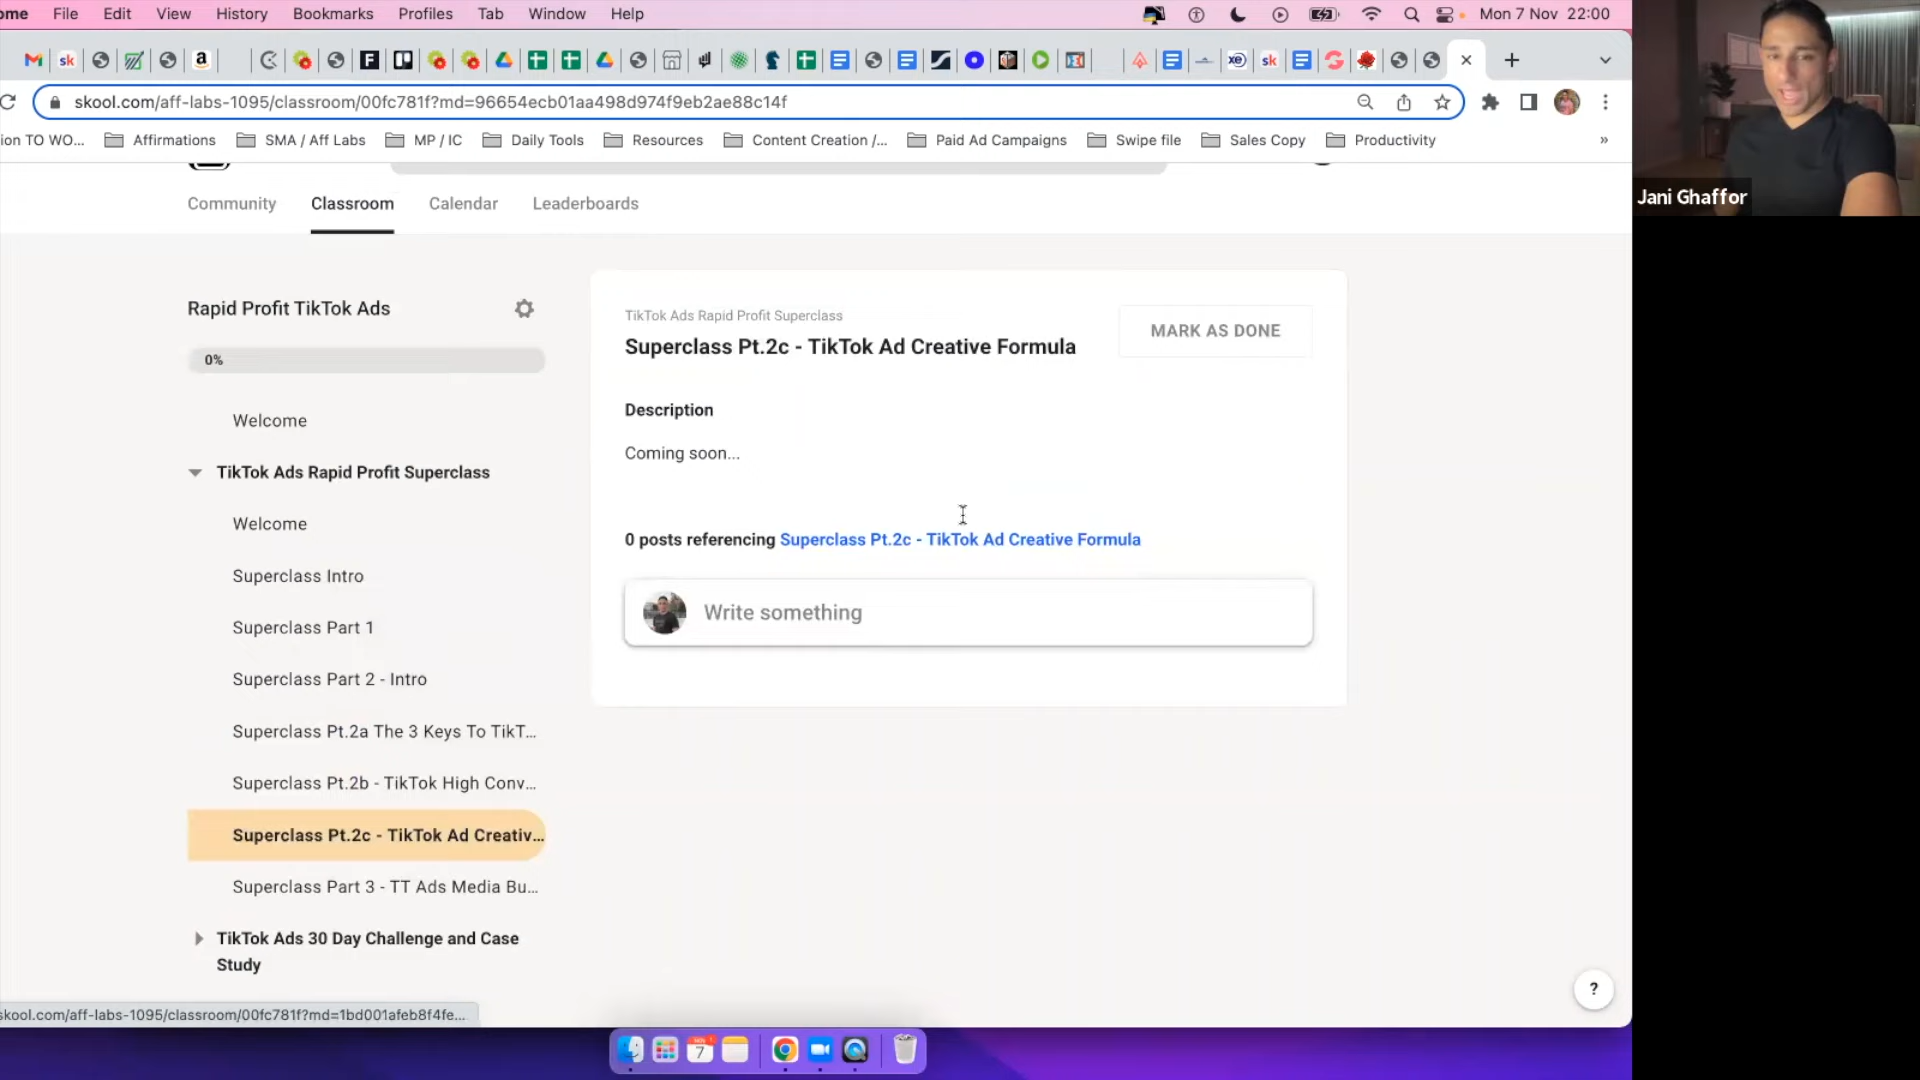 ome File Edit View History Bookmarks Profiles Tab Window Help Mon 7 Nov 22:00
skool.com/aff-labs-1095/classroom/00fc781f?md=96654ecb01aa498d974f9eb2ae88c14f
ion TO WO... Affirmations SMA / Aff Labs MP / IC Daily Tools Resources Content Creation /... Paid Ad Campaigns Swipe file Sales Copy Productivity »
Jani Ghaffor
Community Classroom Calendar Leaderboards
Rapid Profit TikTok Ads
0%
Welcome
TikTok Ads Rapid Profit Superclass
Welcome
Superclass Intro
Superclass Part 1
Superclass Part 2 - Intro
Superclass Pt.2a The 3 Keys To TikT...
Superclass Pt.2b - TikTok High Conv...
Superclass Pt.2c - TikTok Ad Creativ...
Superclass Part 3 - TT Ads Media Bu...
TikTok Ads 30 Day Challenge and Case
Study
TikTok Ads Rapid Profit Superclass
Superclass Pt.2c - TikTok Ad Creative Formula
MARK AS DONE
Description
Coming soon...
0 posts referencing Superclass Pt.2c - TikTok Ad Creative Formula
Write something
?
skool.com/aff-labs-1095/classroom/00fc781f?md=1bd001afeb8f4fe...